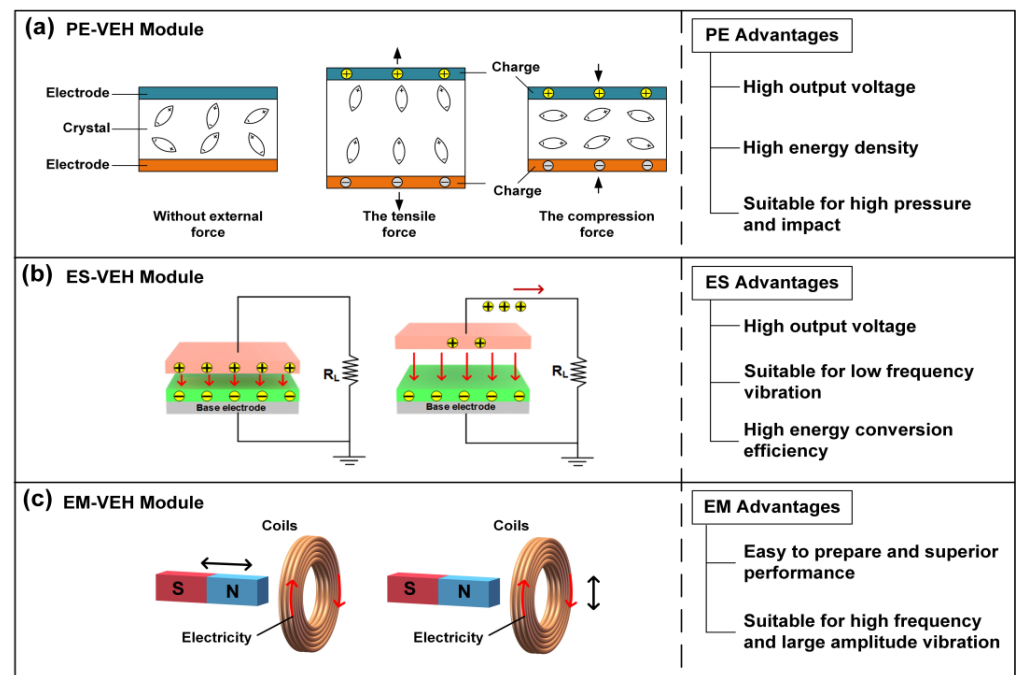 (a) PE-VEH Module
Electrode
Crystal
Electrode
Charge
Charge
Without external
force
The tensile
force
The compression
force
PE Advantages
High output voltage
High energy density
Suitable for high pressure
and impact
(b) ES-VEH Module
Base electrode
RL
Base electrode
RL
ES Advantages
High output voltage
Suitable for low frequency
vibration
High energy conversion
efficiency
(c) EM-VEH Module
Coils
S N
Electricity
Coils
S N
Electricity
EM Advantages
Easy to prepare and superior
performance
Suitable for high frequency
and large amplitude vibration